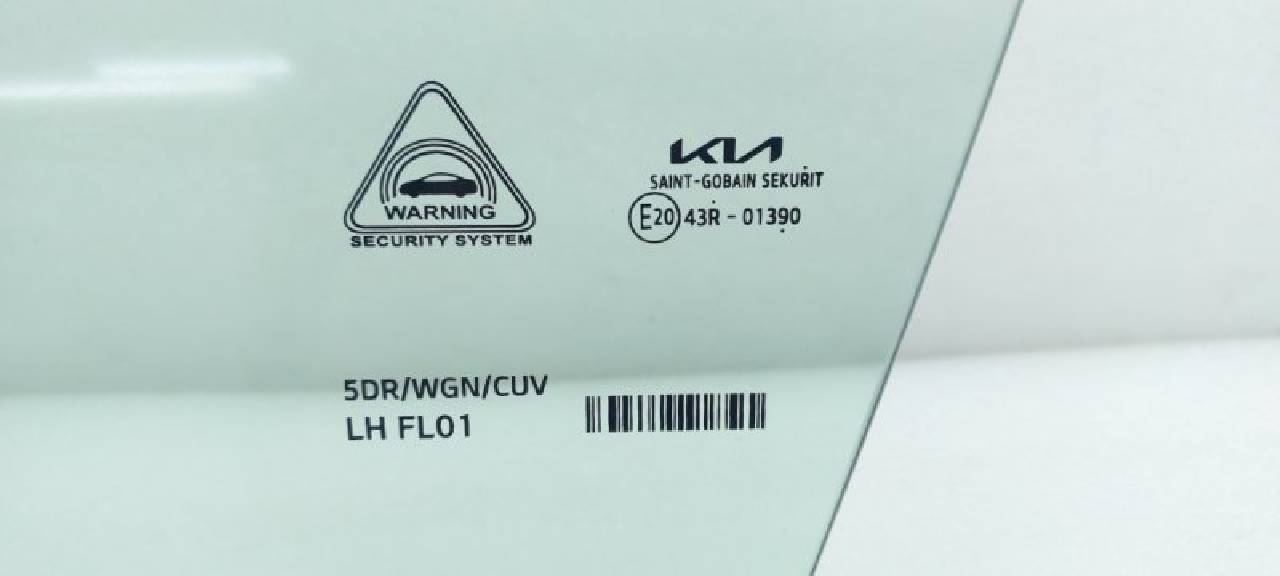 WARNING
SECURITY SYSTEM
KIA
SAINT-GOBAIN SEKURIT
E20 43R - 01390
5DR/WGN/CUV
LH FL01